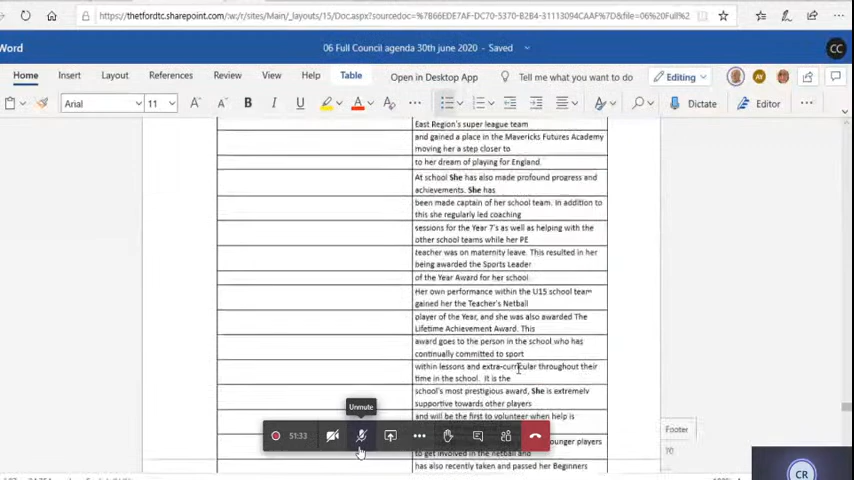 https://thetfordtc.sharepoint.com/:w:/r/sites/Main/_layouts/15/Doc.aspx?sourcedoc=%7B66EDE7AF-DC70-5370-B2B4-31113094CAAF%7D&file=06%20Full%2
Word
06 Full Council agenda 30th june 2020 - Saved
CC
Home Insert Layout References Review View Help Table Open in Desktop App Tell me what you want to do Editing AY
Arial 11 A A B I U A A Dictate Editor
East Region's super league team
and gained a place in the Mavericks Futures Academy
moving her a step closer to
to her dream of playing for England.
At school She has also made profound progress and
achievements. She has
been made captain of her school team. In addition to
this she regularly led coaching
sessions for the Year 7's as well as helping with the
other school teams while her PE
teacher was on maternity leave. This resulted in her
being awarded the Sports Leader
of the Year Award for her school.
Her own performance within the U15 school team
gained her the Teacher's Netball
player of the Year, and she was also awarded The
Lifetime Achievement Award. This
award goes to the person in the school who has
continually committed to sport
within lessons and extra-curricular throughout their
time in the school. It is the
school's most prestigious award, She is extremely
supportive towards other players
Unmute
and will be the first to volunteer when help is
51:33
Footer
ounger players
to get involved in the netball and
has also recently taken and passed her Beginners
CR